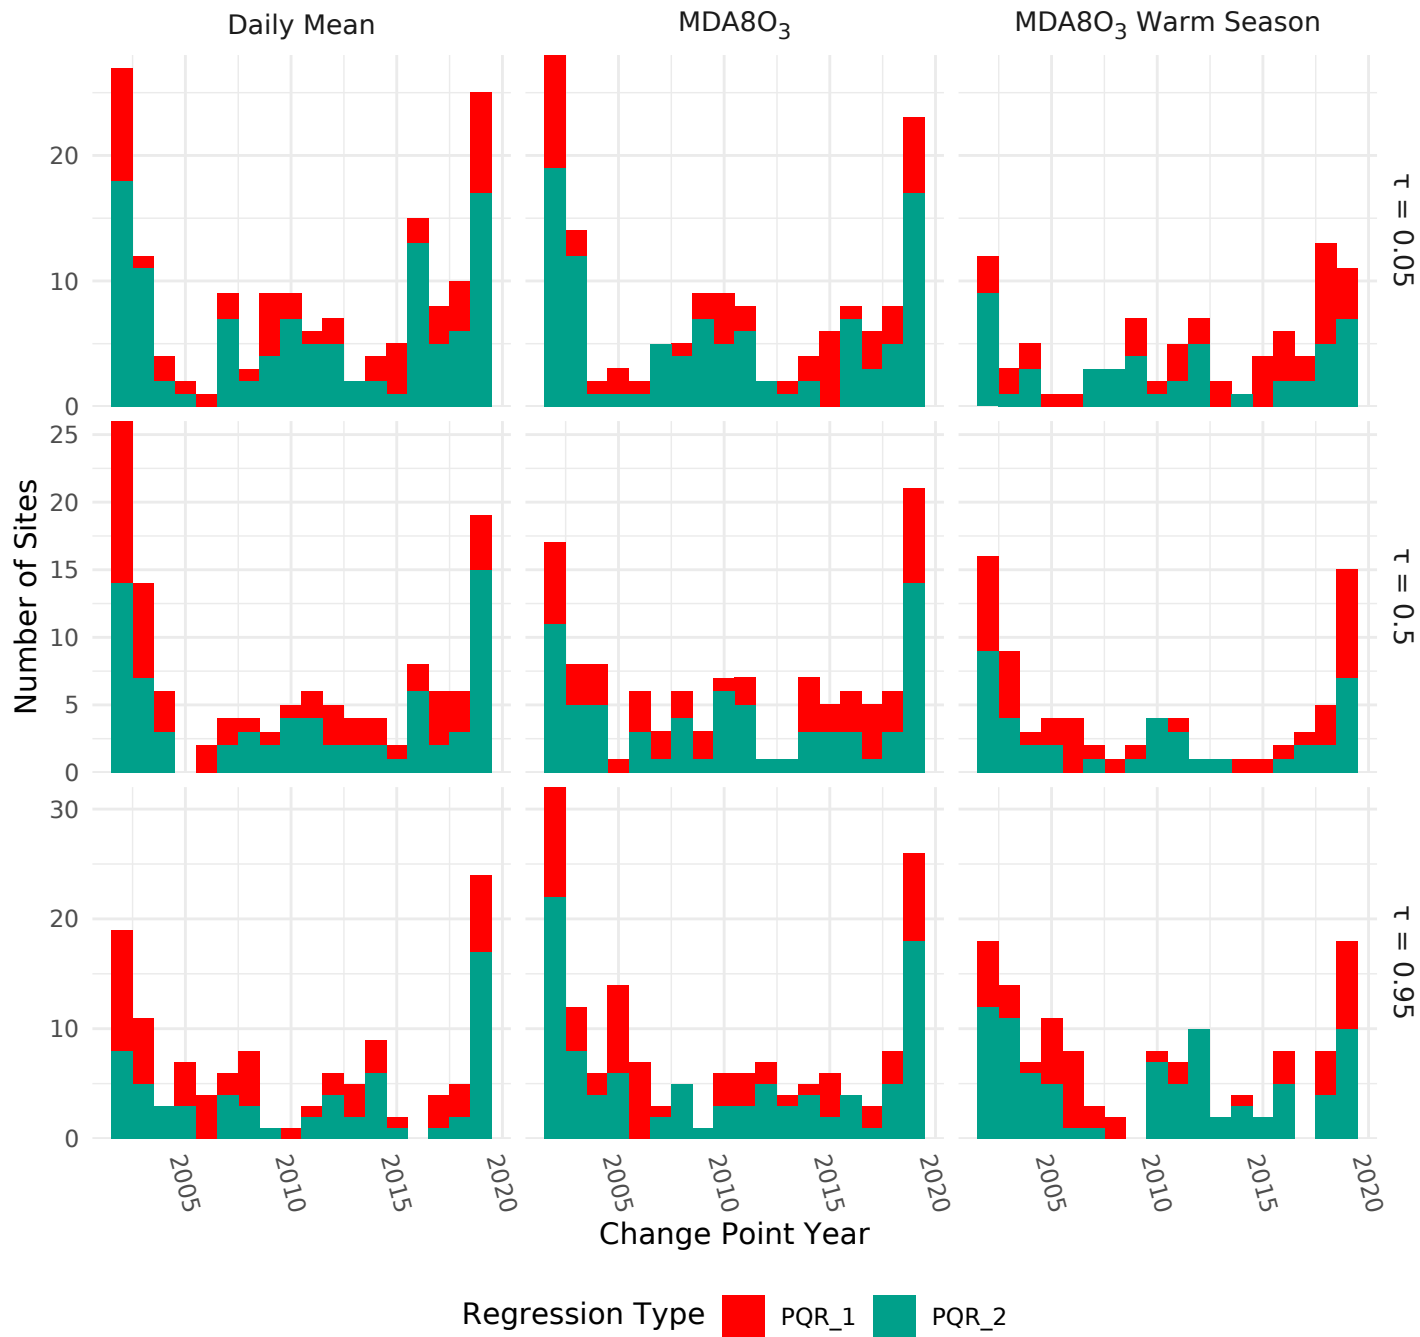 Daily Mean
MDA8O3
MDA8O3 Warm Season
20
10
0
τ = 0.05
25
20
15
10
5
0
τ = 0.5
30
20
10
0
τ = 0.95
Number of Sites
2005 2010 2015 2020
2005 2010 2015 2020
2005 2010 2015 2020
Change Point Year
Regression Type PQR_1 PQR_2